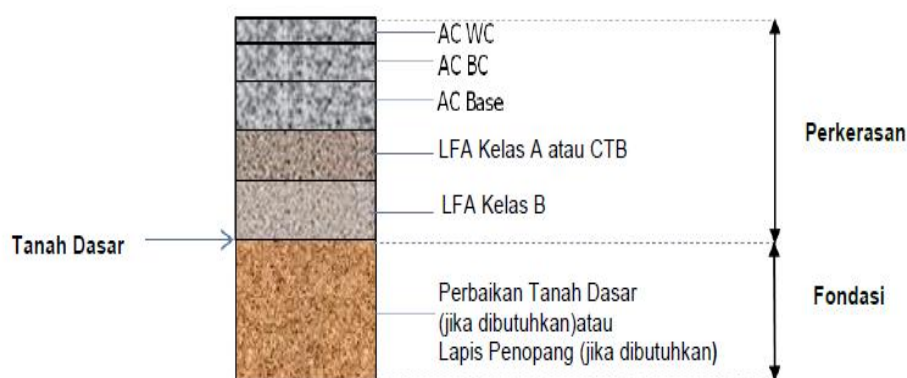 AC WC
AC BC
AC Base
Perkerasan
LFA Kelas A atau CTB
LFA Kelas B
Tanah Dasar
Perbaikan Tanah Dasar
(jika dibutuhkan)atau
Lapis Penopang (jika dibutuhkan)
Fondasi